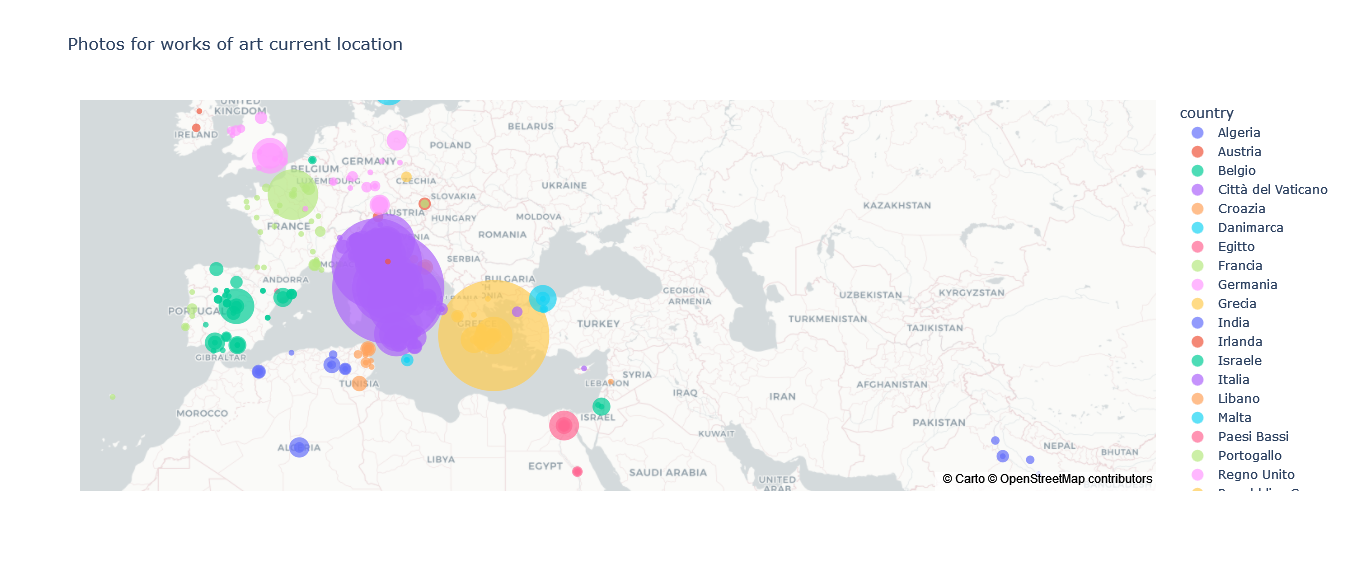 Photos for works of art current location
UNITED
KINGDOM
IRELAND
BELARUS
POLAND
BELGIUM
GERMANY
LUXEMBOURG
CZECHIA
UKRAINE
SLOVAKIA
KAZAKHSTAN
HUNGARY
MOLDOVA
FRANCE
ROMANIA
SERBIA
ANDORRA
BULGARIA
GEORGIA
ARMENIA
UZBEKISTAN
KYRGYZSTAN
TURKEY
TURKMENISTAN
TAJIKISTAN
GIBRALTAR
TUNISIA
SYRIA
LEBANON
IRAQ
IRAN
AFGHANISTAN
MOROCCO
ISRAEL
PAKISTAN
KUWAIT
NEPAL
BHUTAN
LIBYA
EGYPT
SAUDI ARABIA
UNITED
ARAB
© Carto © OpenStreetMap contributors
country
Algeria
Austria
Belgio
Città del Vaticano
Croazia
Danimarca
Egitto
Francia
Germania
Grecia
India
Irlanda
Israele
Italia
Libano
Malta
Paesi Bassi
Portogallo
Regno Unito